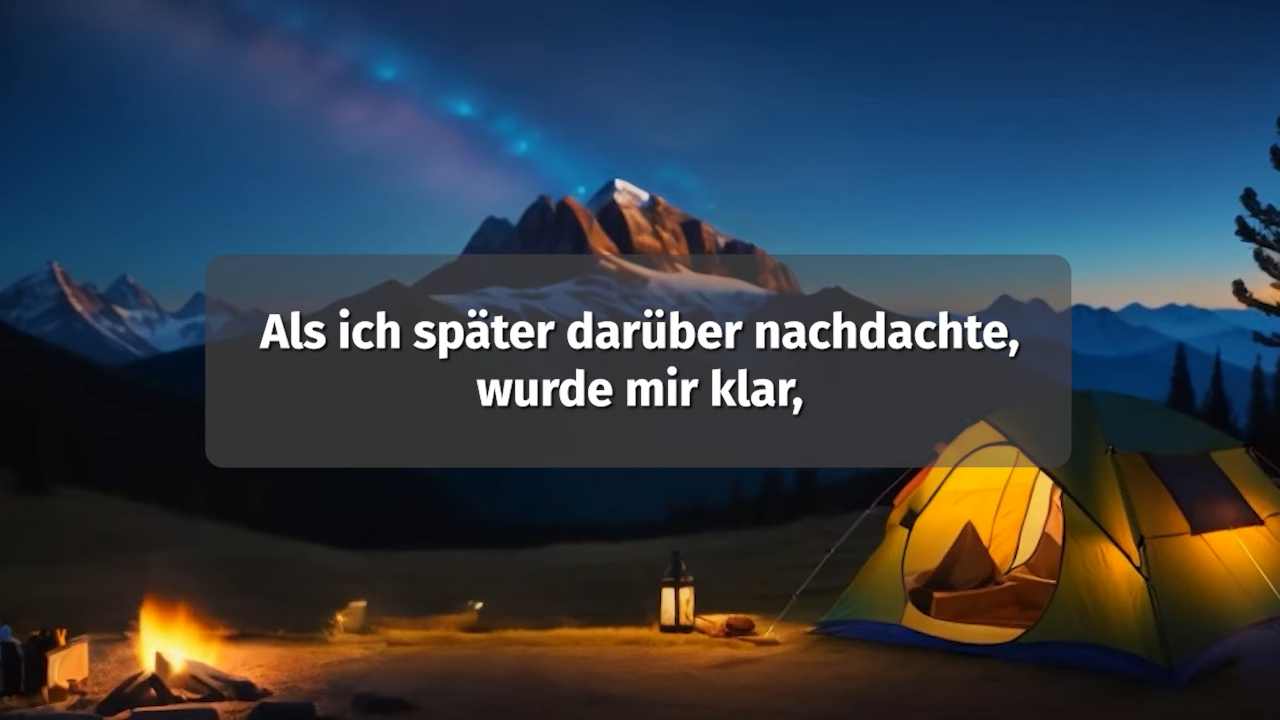 Als ich später darüber nachdachte,
wurde mir klar,